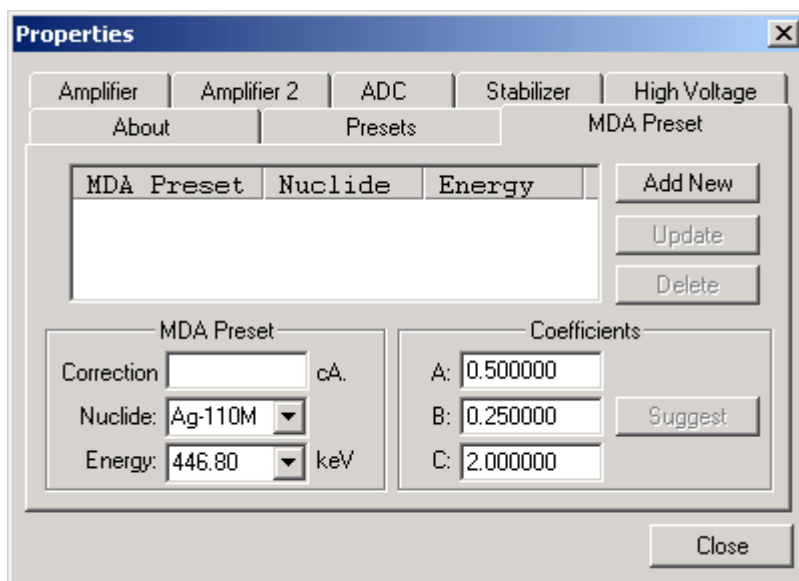 Properties
Amplifier Amplifier 2 ADC Stabilizer High Voltage
About Presets MDA Preset
MDA Preset Nuclide Energy
Add New
Update
Delete
MDA Preset
Correction cA.
Nuclide: Ag-110M
Energy: 446.80 keV
Coefficients
A: 0.500000
B: 0.250000
C: 2.000000
Suggest
Close